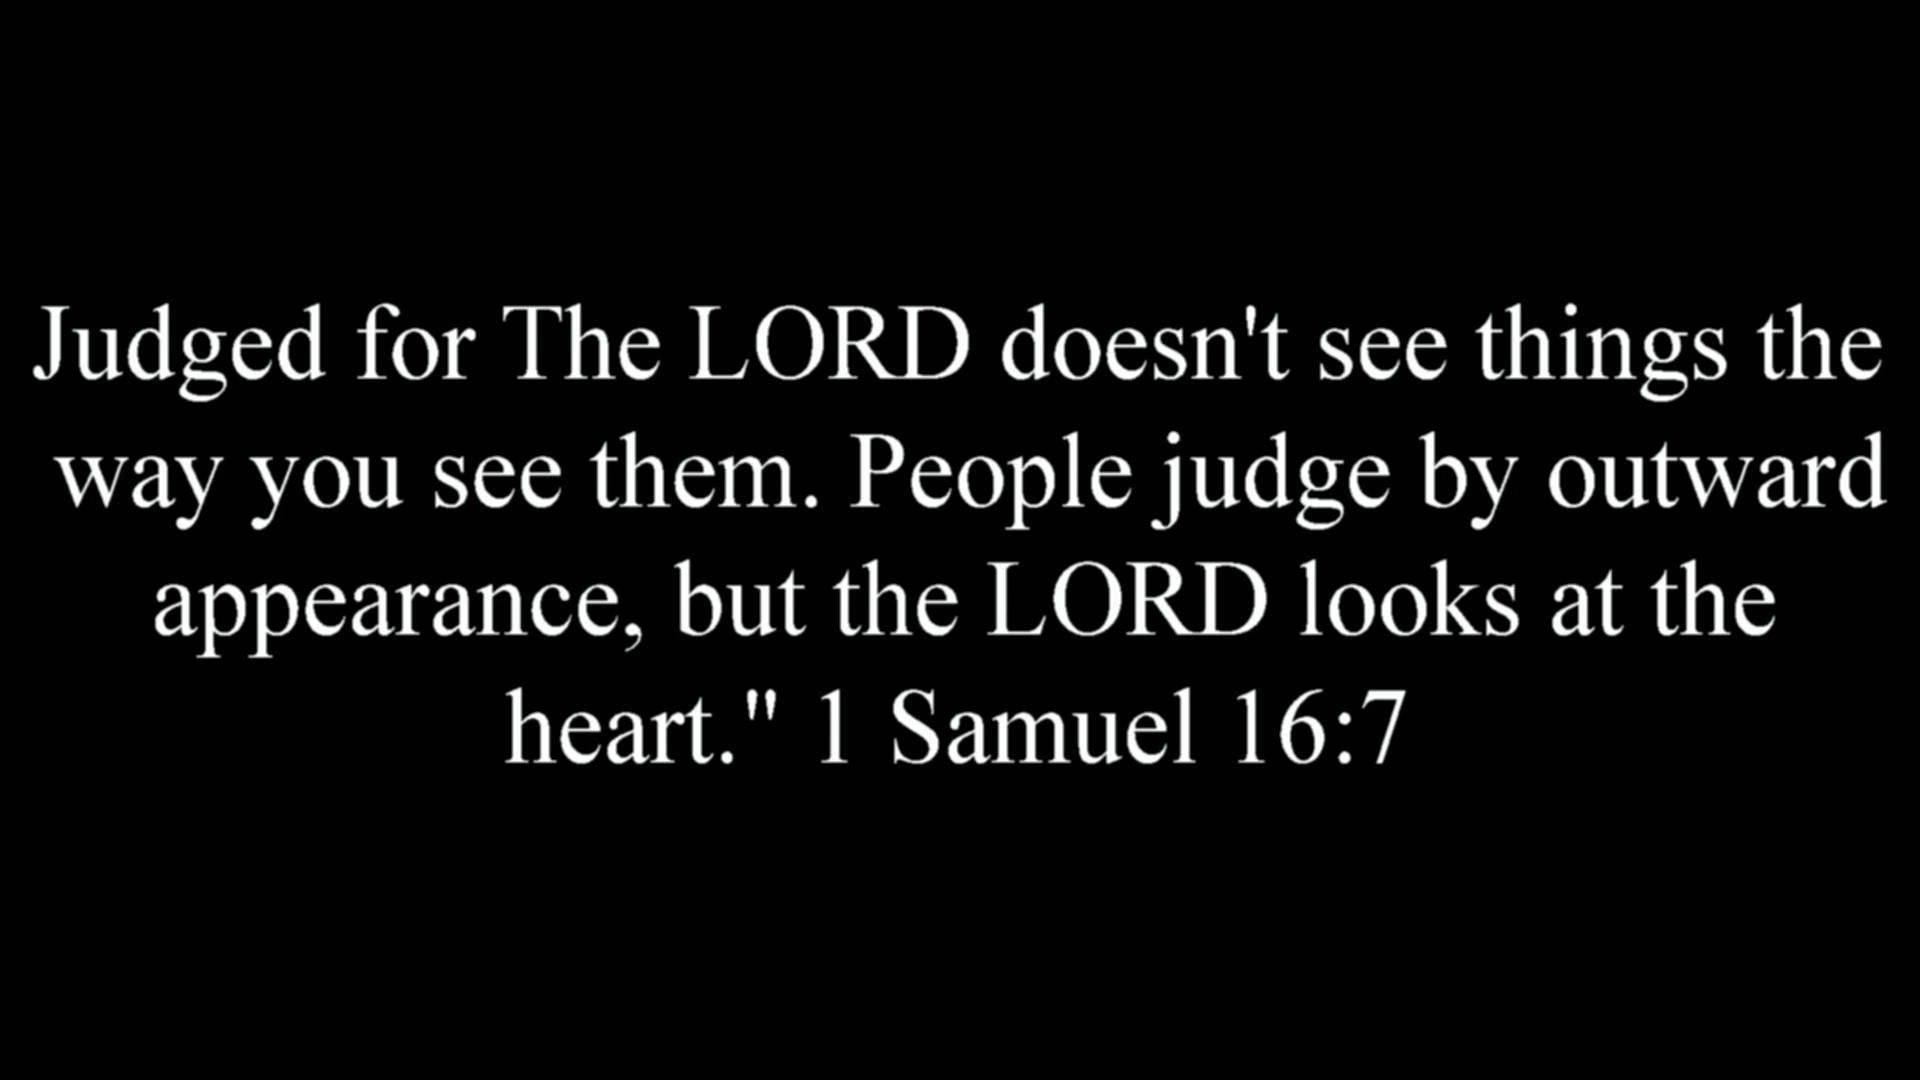 Judged for The LORD doesn't see things the
way you see them. People judge by outward
appearance, but the LORD looks at the
heart." 1 Samuel 16:7